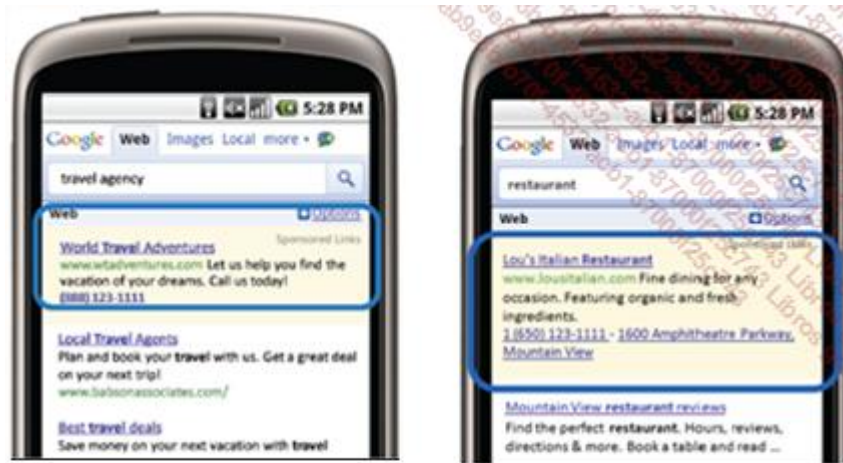 5:28 PM
Google Web Images Local more
travel agency
Web Options
Sponsored Links
World Travel Adventures
www.wtadventures.com Let us help you find the
vacation of your dreams. Call us today!
(888) 123-1111
Local Travel Agents
Plan and book your travel with us. Get a great deal
on your next trip!
www.babsonassociates.com/
Best travel deals
Save money on your next vacation with travel
5:28 PM
Google Web Images Local more
restaurant
Web Options
Sponsored Links
Lou's Italian Restaurant
www.lousitalian.com Fine dining for any
occasion. Featuring organic and fresh
ingredients.
1 (650) 123-1111 - 1600 Amphitheatre Parkway,
Mountain View
Mountain View restaurant reviews
Find the perfect restaurant. Hours, reviews,
directions & more. Book a table and read ...